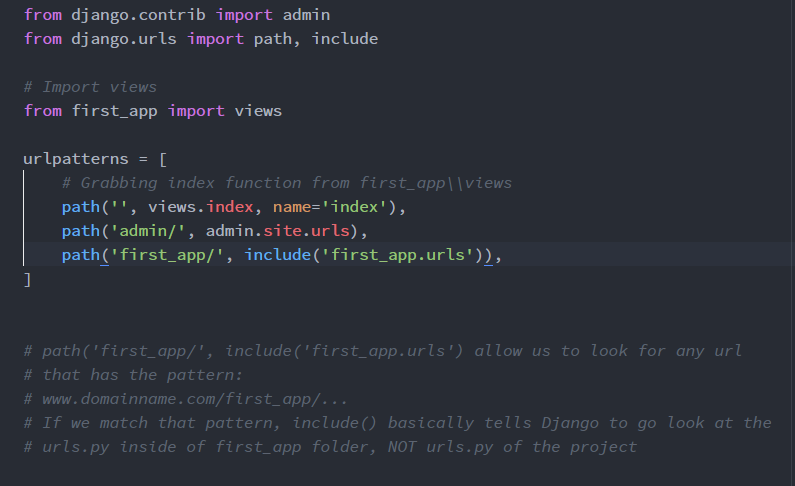 from django.contrib import admin
from django.urls import path, include
# Import views
from first_app import views
urlpatterns = [
# Grabbing index function from first_app\\views
path('', views.index, name='index'),
path('admin/', admin.site.urls),
path('first_app/', include('first_app.urls')),
]
# path('first_app/', include('first_app.urls') allow us to look for any url
# that has the pattern:
# www.domainname.com/first_app/...
# If we match that pattern, include() basically tells Django to go look at the
# urls.py inside of first_app folder, NOT urls.py of the project